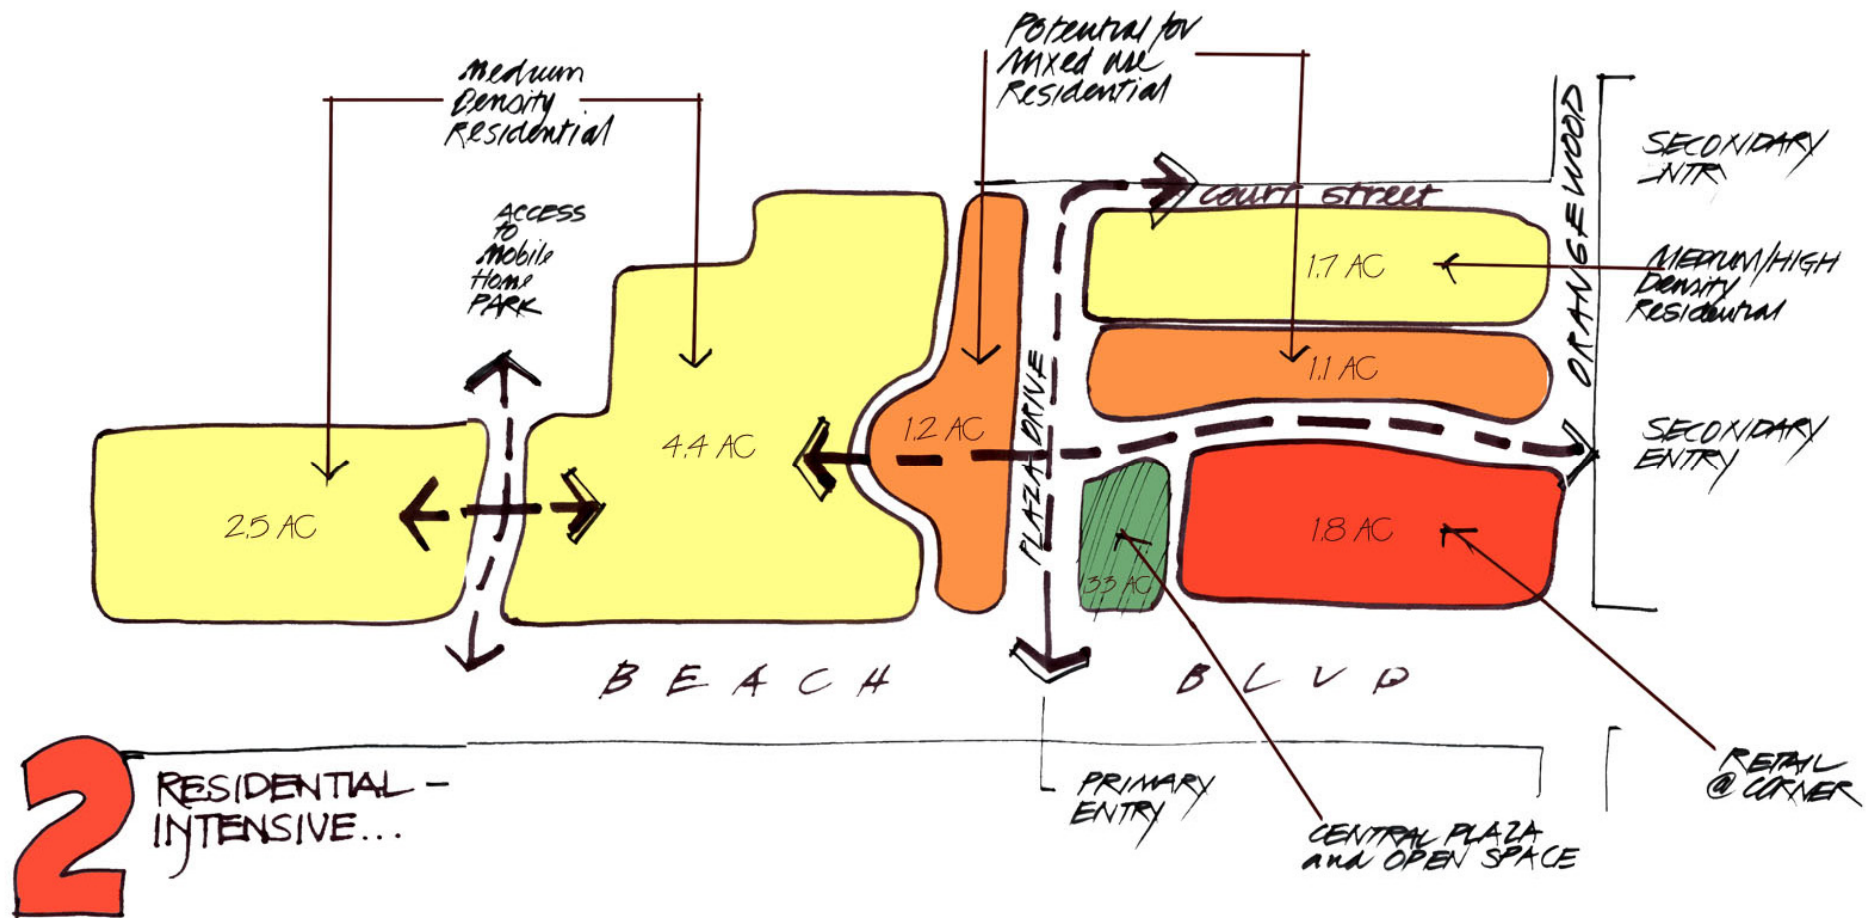 Potential for
mixed use
Residential
Medium
Density
Residential
ORANGEWOOD
SECONDARY
ENTRY
court street
ACCESS
to
Mobile
Home
PARK
1.7 AC
MEDIUM/HIGH
Density
Residential
1.1 AC
PLAZA DRIVE
4.4 AC
1.2 AC
SECONDARY
ENTRY
2.5 AC
1.8 AC
.33 AC
BEACH BLVD
2
RESIDENTIAL -
INTENSIVE...
PRIMARY
ENTRY
RETAIL
@ CORNER
CENTRAL PLAZA
and OPEN SPACE